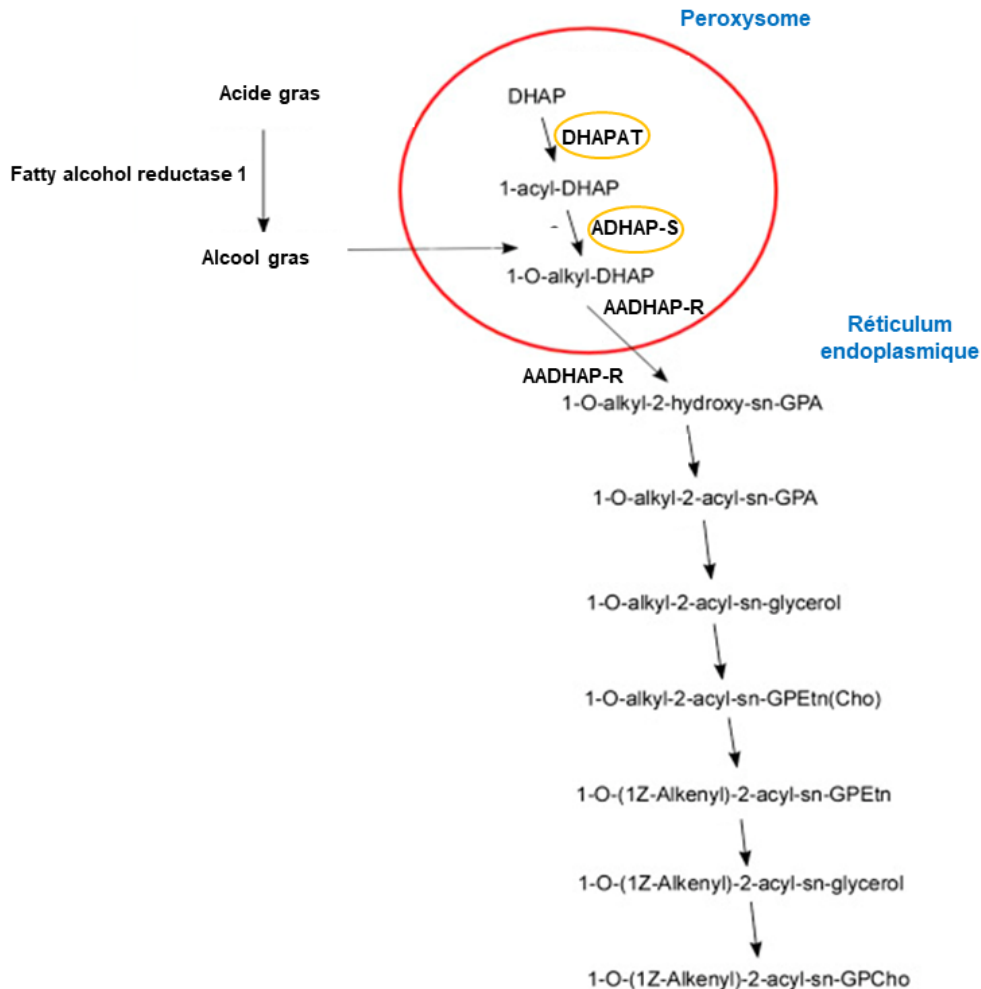 Peroxysome
Acide gras
DHAP
DHAPAT
Fatty alcohol reductase 1
1-acyl-DHAP
- ADHAP-S
Alcool gras
1-O-alkyl-DHAP
AADHAP-R
Réticulum
endoplasmique
AADHAP-R
1-O-alkyl-2-hydroxy-sn-GPA
1-O-alkyl-2-acyl-sn-GPA
1-O-alkyl-2-acyl-sn-glycerol
1-O-alkyl-2-acyl-sn-GPEtn(Cho)
1-O-(1Z-Alkenyl)-2-acyl-sn-GPEtn
1-O-(1Z-Alkenyl)-2-acyl-sn-glycerol
1-O-(1Z-Alkenyl)-2-acyl-sn-GPCho